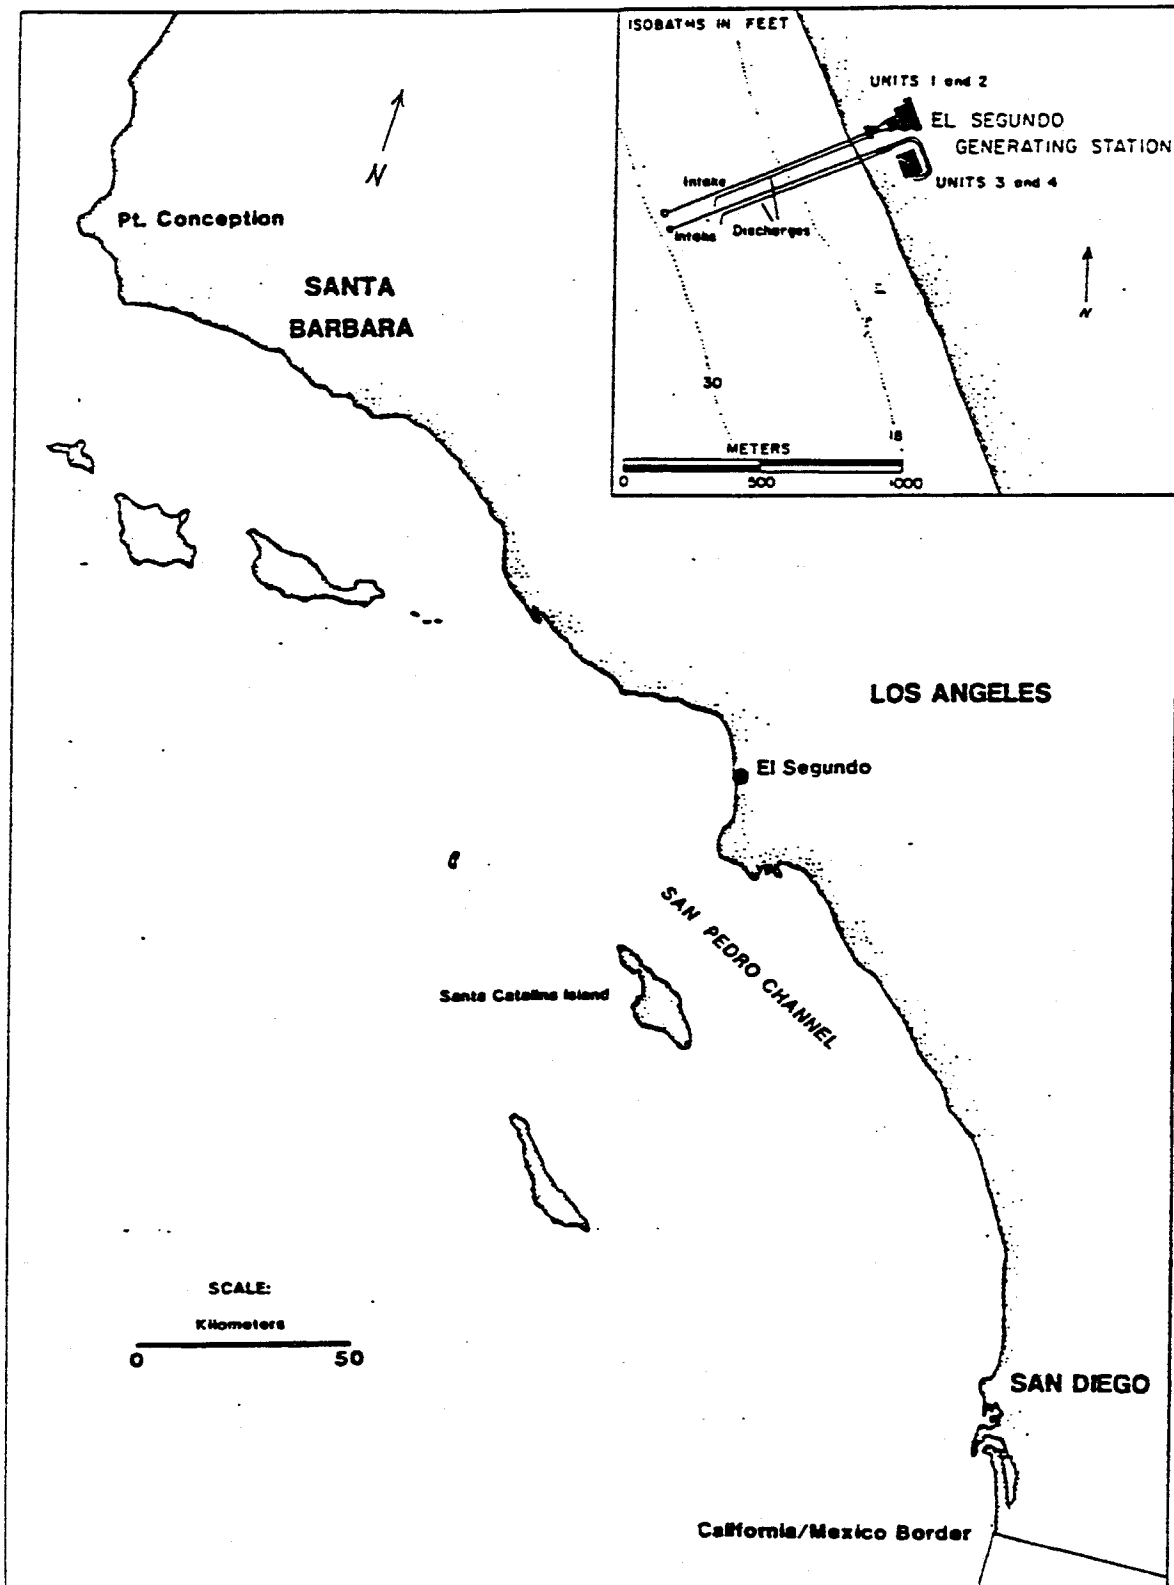 ISOBATHS IN FEET
UNITS 1 and 2
EL SEGUNDO
GENERATING STATION
UNITS 3 and 4
Intake
Intake
Discharges
N
30
18
METERS
0 500 1000
N
Pt. Conception
SANTA
BARBARA
LOS ANGELES
El Segundo
SAN PEDRO CHANNEL
Santa Catalina Island
SCALE:
Kilometers
0 50
SAN DIEGO
California/Mexico Border